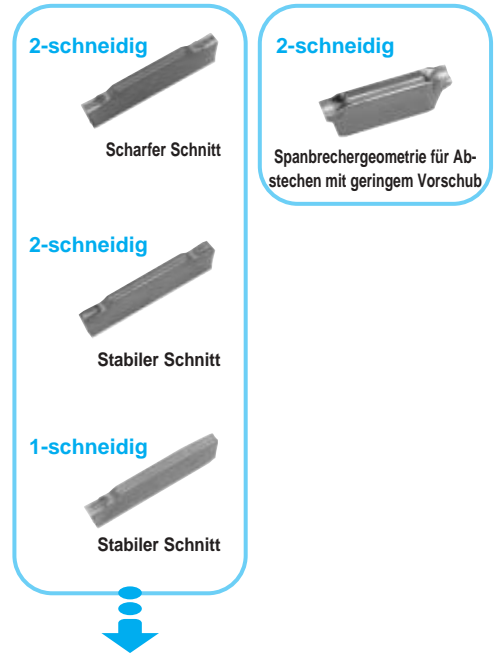 2-schneidig
Scharfer Schnitt
2-schneidig
Stabiler Schnitt
1-schneidig
Stabiler Schnitt
2-schneidig
Spanbrechergeometrie für Ab-
stechen mit geringem Vorschub